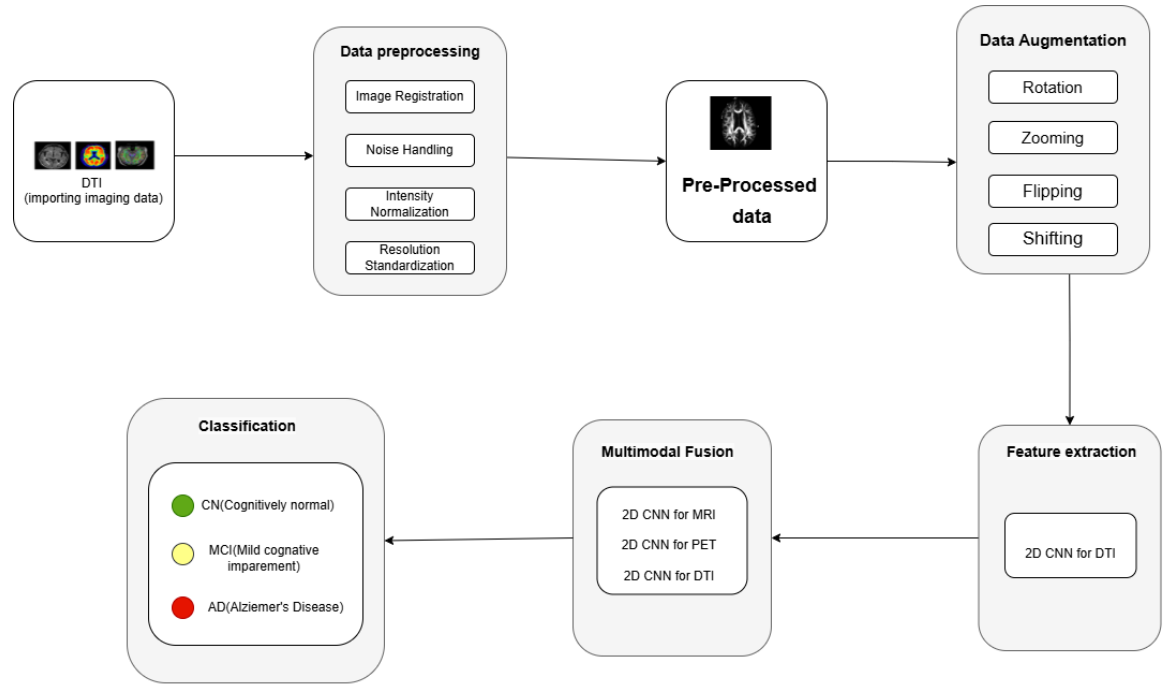 DTI
(importing imaging data)
Data preprocessing
Image Registration
Noise Handling
Intensity
Normalization
Resolution
Standardization
Pre-Processed
data
Data Augmentation
Rotation
Zooming
Flipping
Shifting
Feature extraction
2D CNN for DTI
Multimodal Fusion
2D CNN for MRI
2D CNN for PET
2D CNN for DTI
Classification
CN(Cognitively normal)
MCI(Mild cognative
imparement)
AD(Alziemer's Disease)